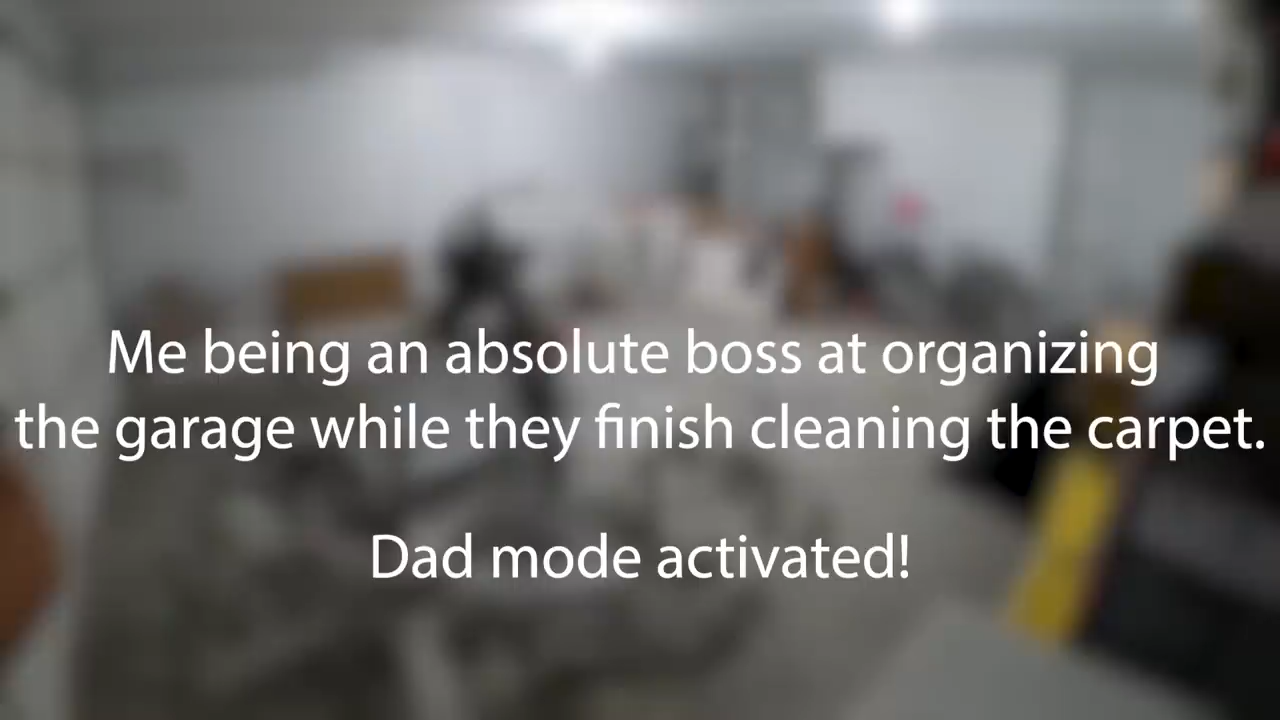 Me being an absolute boss at organizing
the garage while they finish cleaning the carpet.
Dad mode activated!